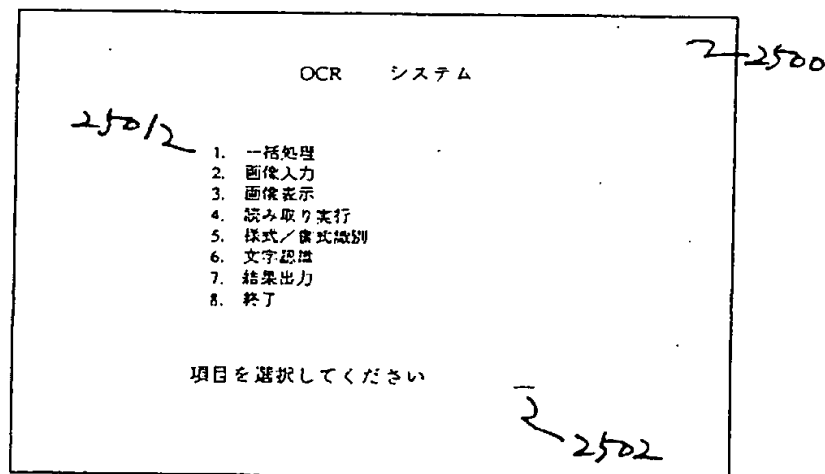 OCR システム
2500
25012
1. 一括処理
2. 画像入力
3. 画像表示
4. 読み取り実行
5. 様式/書式識別
6. 文字認識
7. 結果出力
8. 終了
項目を選択してください
2
2502